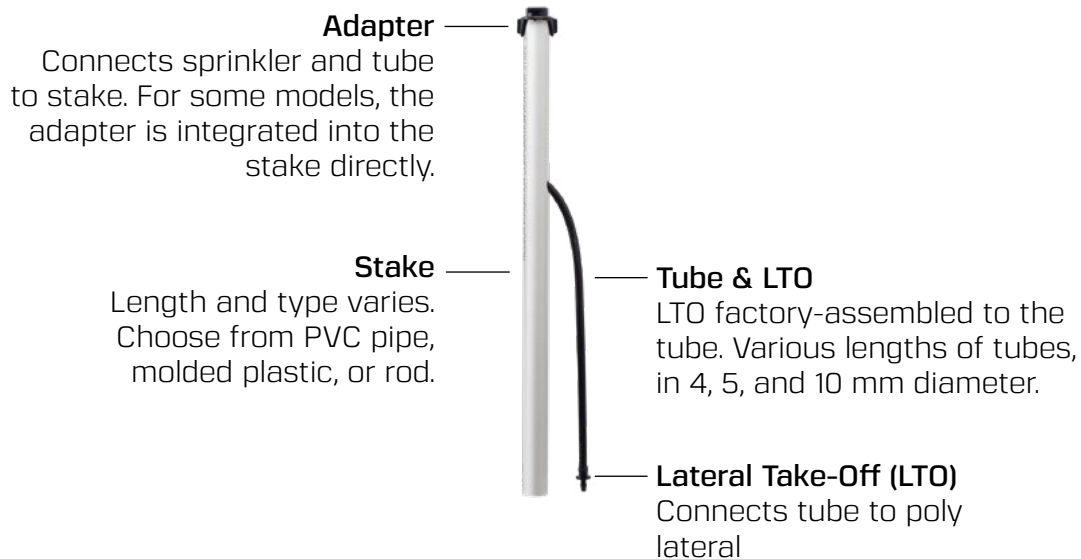 Adapter
Connects sprinkler and tube
to stake. For some models, the
adapter is integrated into the
stake directly.
Stake
Length and type varies.
Choose from PVC pipe,
molded plastic, or rod.
Tube & LTO
LTO factory-assembled to the
tube. Various lengths of tubes,
in 4, 5, and 10 mm diameter.
Lateral Take-Off (LTO)
Connects tube to poly
lateral